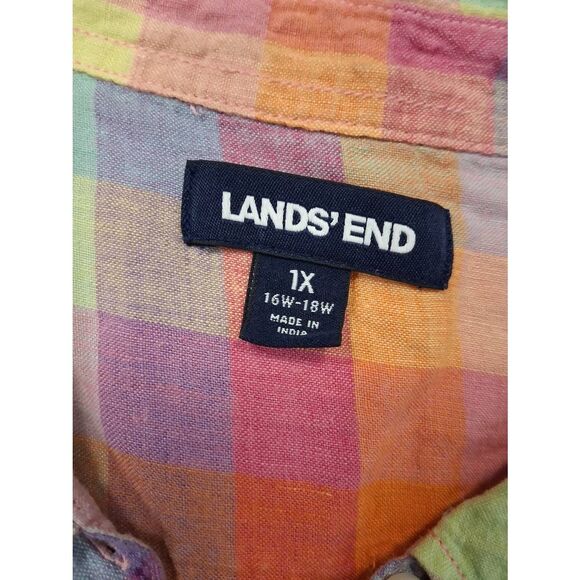 LANDS' END
1X
16W-18W
MADE IN
INDIA